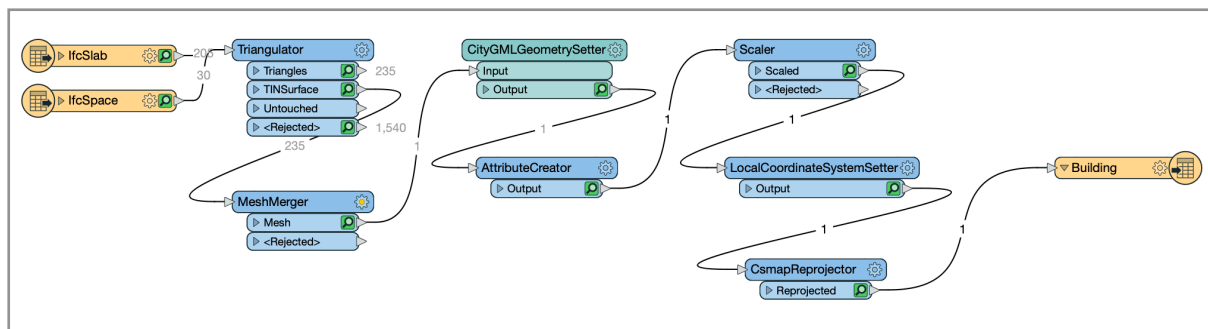 IfcSlab
205
IfcSpace
30
Triangulator
Triangles
235
TINSurface
Untouched
<Rejected>
1,540
235
MeshMerger
Mesh
<Rejected>
1
CityGMLGeometrySetter
Input
Output
1
AttributeCreator
Output
1
Scaler
Scaled
<Rejected>
1
LocalCoordinateSystemSetter
Output
1
CsmapReprojector
Reprojected
1
Building